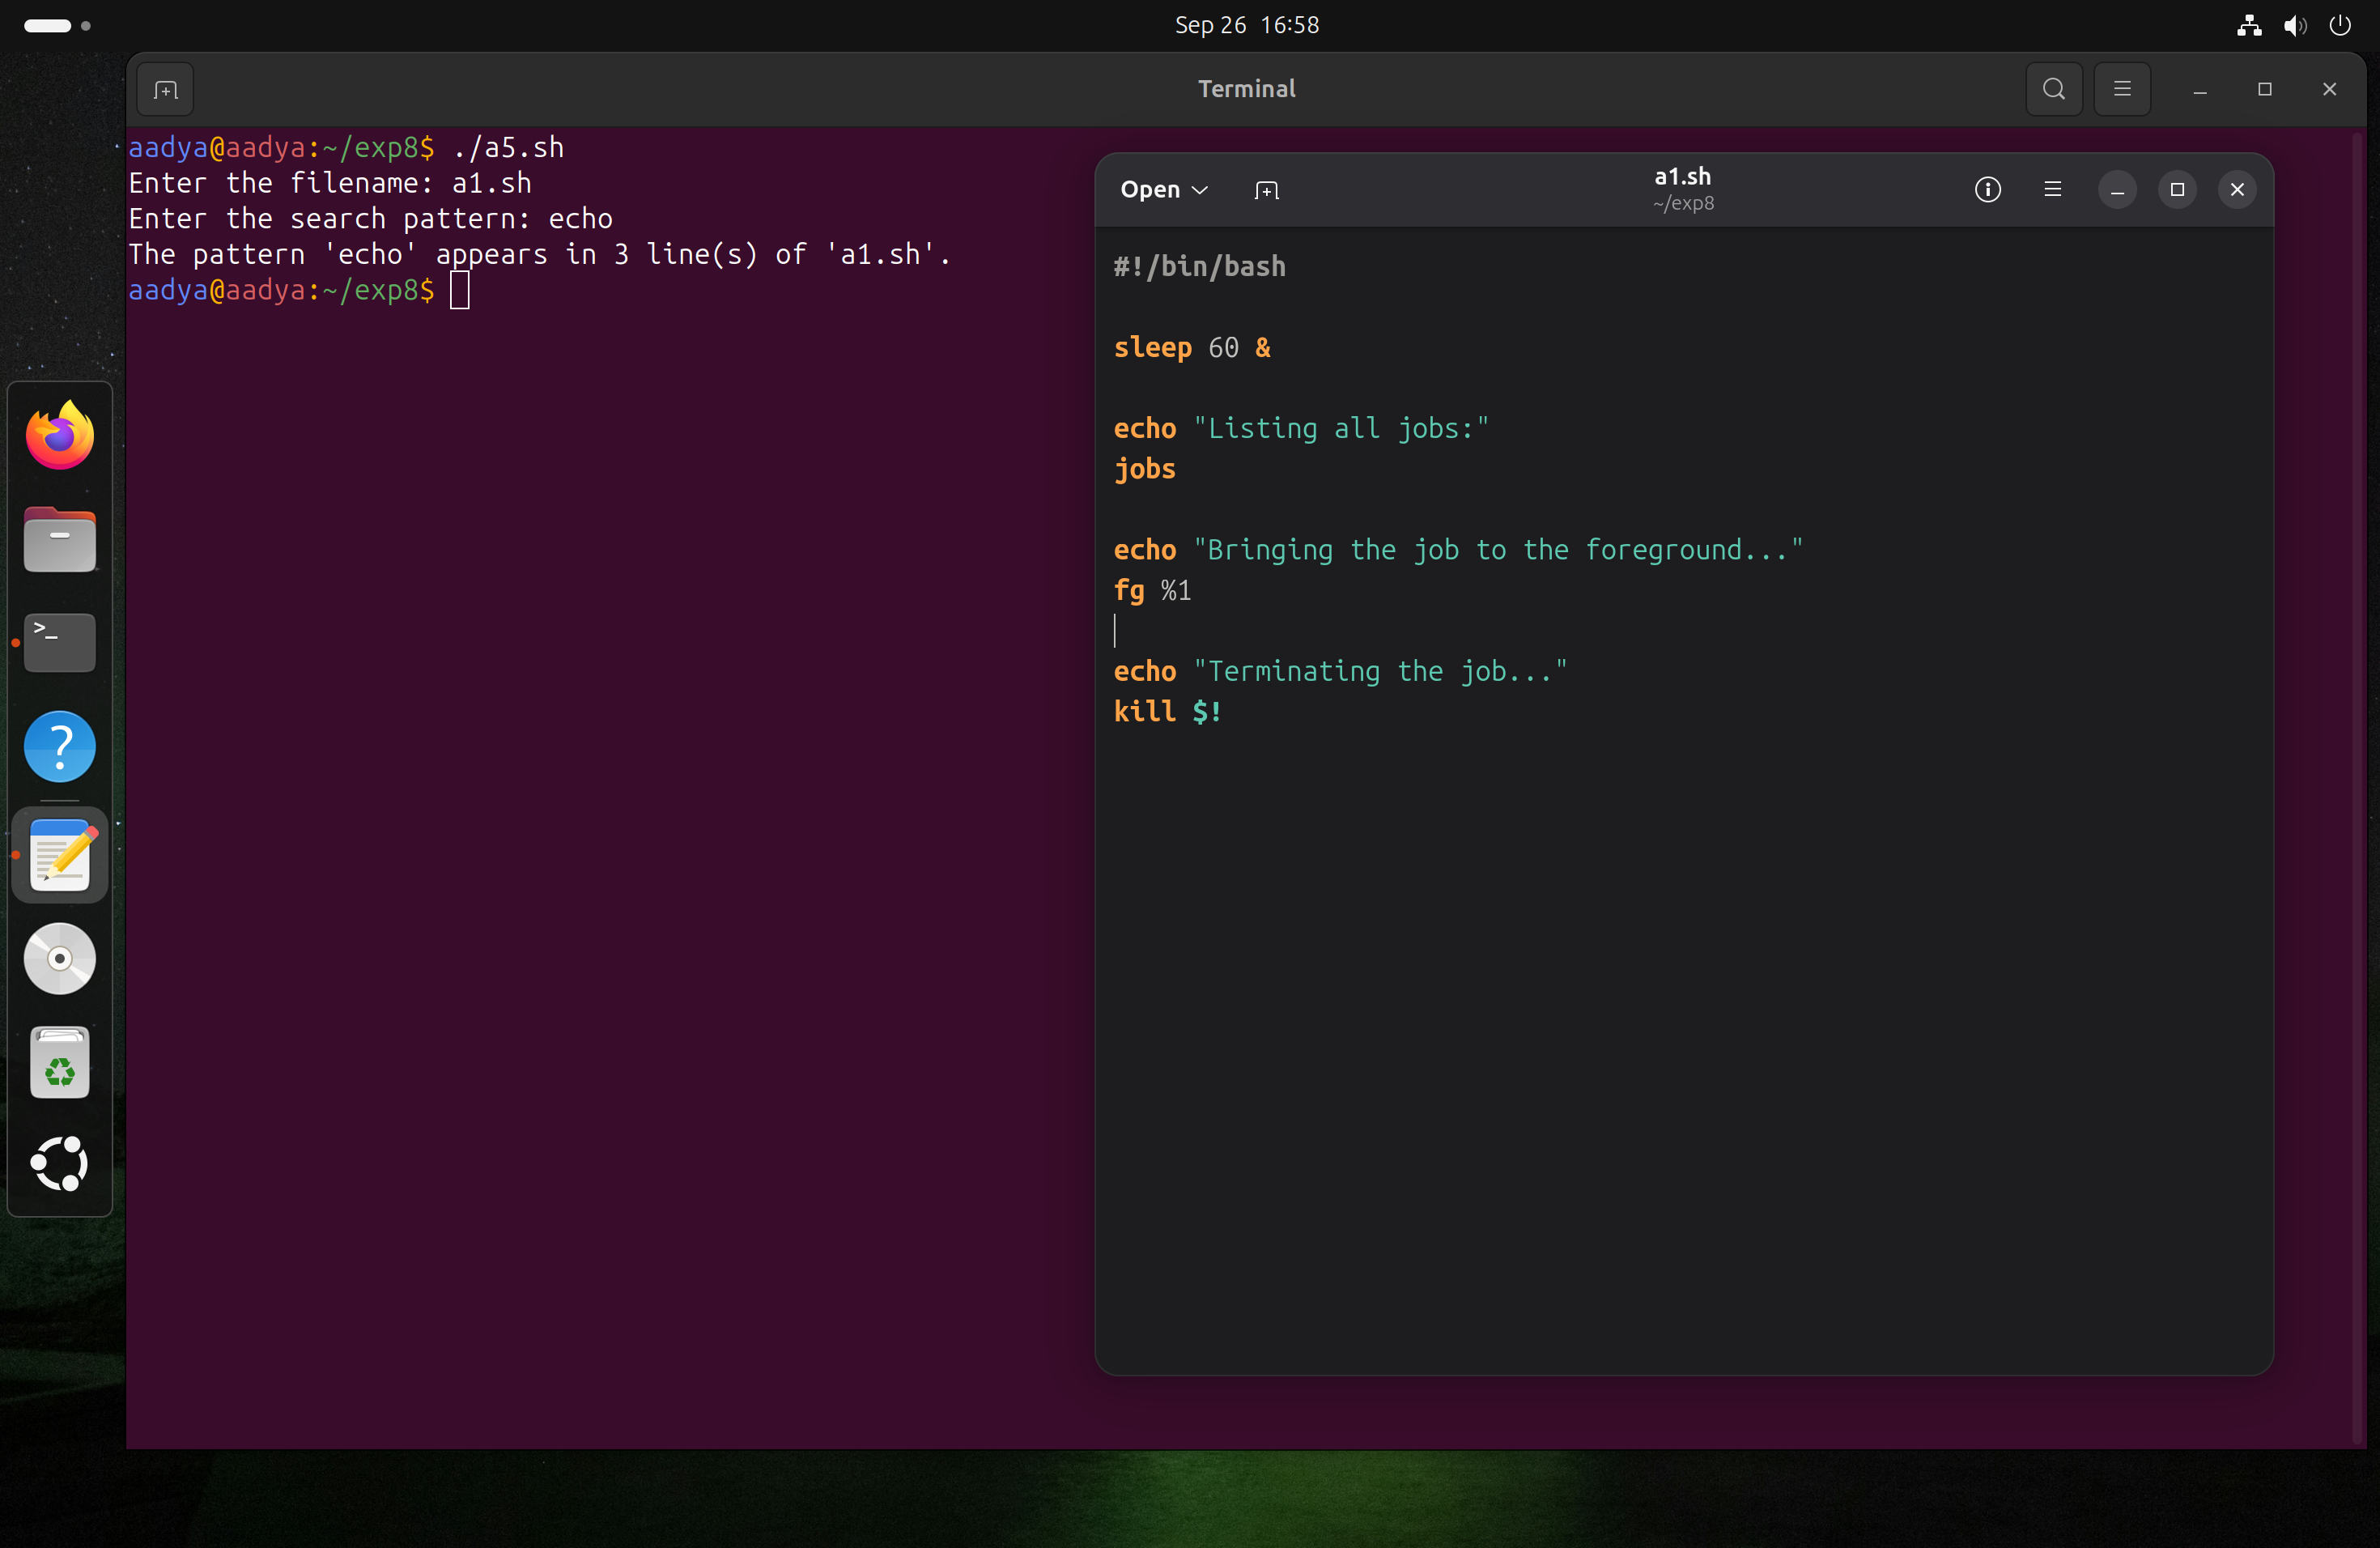 Sep 26 16:58
Terminal
aadya@aadya:~/exp8$ ./a5.sh
Enter the filename: a1.sh
Enter the search pattern: echo
The pattern 'echo' appears in 3 line(s) of 'a1.sh'.
aadya@aadya:~/exp8$
Open
a1.sh
~/exp8
#!/bin/bash
sleep 60 &
echo "Listing all jobs:"
jobs
echo "Bringing the job to the foreground..."
fg %1
echo "Terminating the job..."
kill $!
>_
?